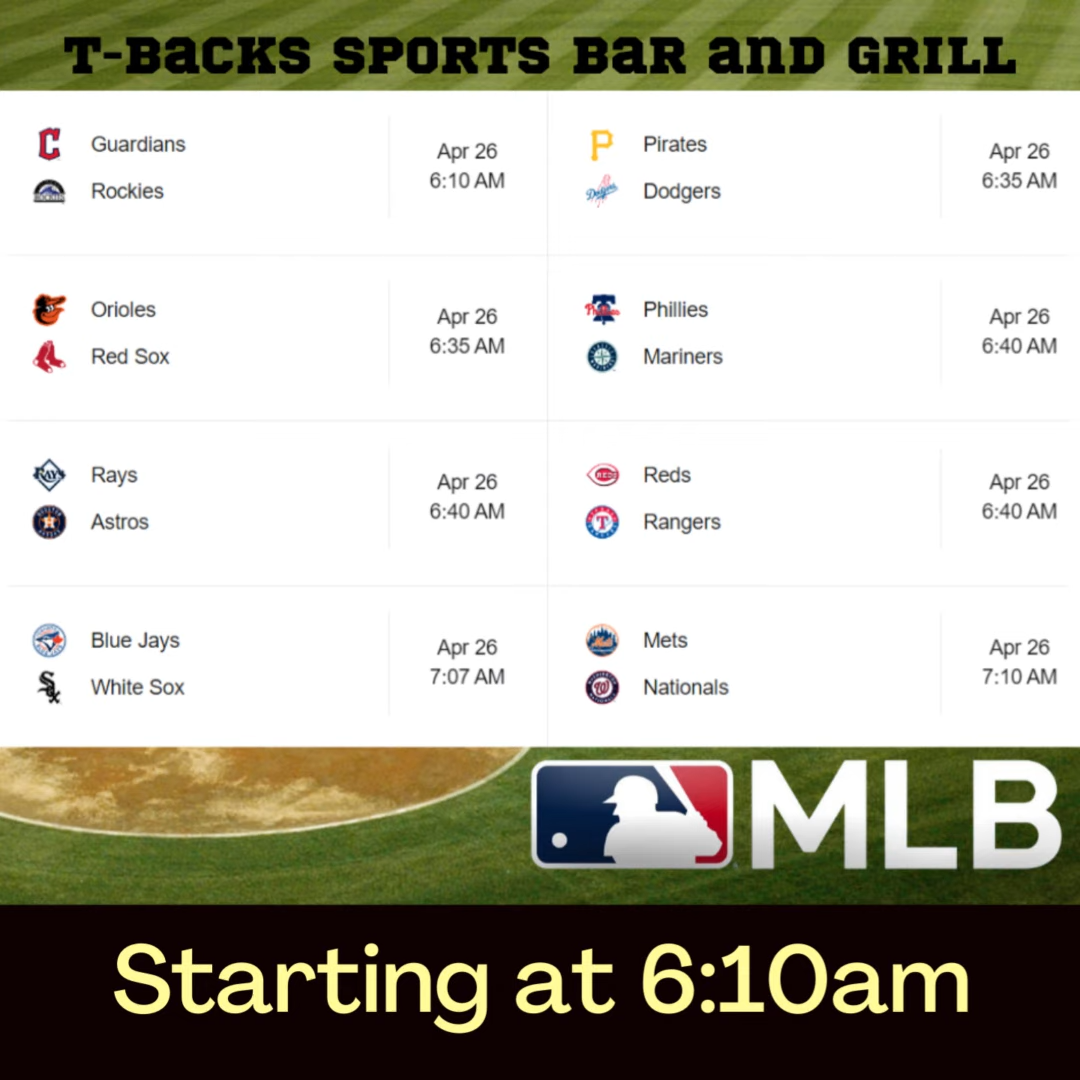 T-BACKS SPORTS BAR AND GRILL
Guardians
Rockies
Apr 26
6:10 AM
Pirates
Dodgers
Apr 26
6:35 AM
Orioles
Red Sox
Apr 26
6:35 AM
Phillies
Mariners
Apr 26
6:40 AM
Rays
Astros
Apr 26
6:40 AM
Reds
Rangers
Apr 26
6:40 AM
Blue Jays
White Sox
Apr 26
7:07 AM
Mets
Nationals
Apr 26
7:10 AM
MLB
Starting at 6:10am